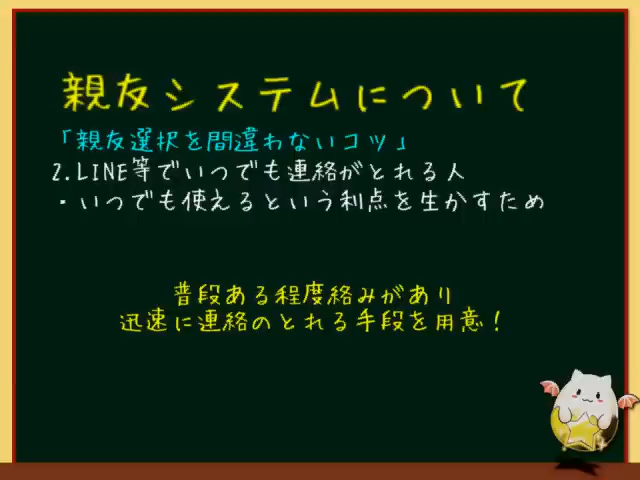 親友システムについて
「親友選択を間違わないコツ」
2.LINE等でいつでも連絡がとれる人
・いつでも使えるという利点を生かすため
普段ある程度絡みがあり
迅速に連絡のとれる手段を用意！